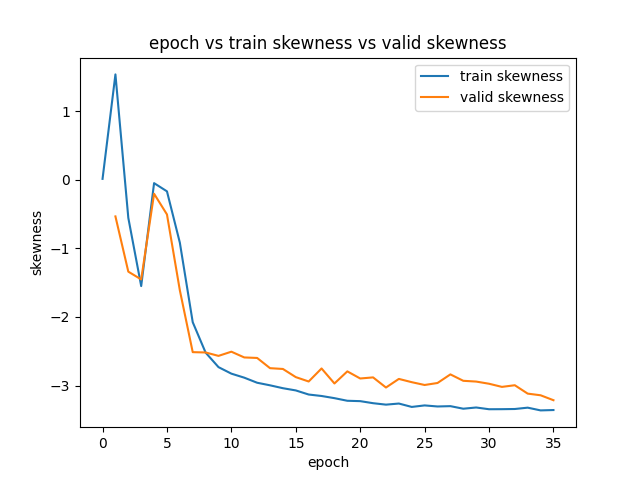 epoch vs train skewness vs valid skewness
train skewness
valid skewness
1
0
−1
−2
−3
skewness
0 5 10 15 20 25 30 35
epoch